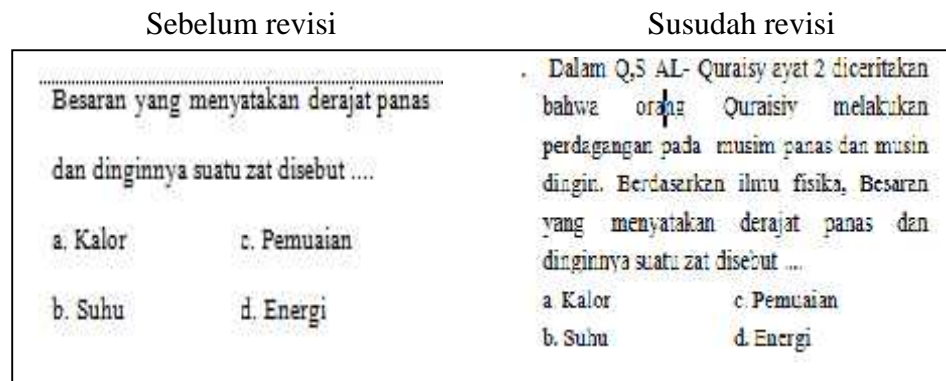 Sebelum revisi
Susudah revisi
Besaran yang menyatakan derajat panas
dan dinginnya suatu zat disebut ....
a. Kalor c. Pemuaian
b. Suhu d. Energi
. Dalam Q,S AL- Quraisy ayat 2 diceritakan
bahwa orang Quraisiy melakukan
perdagangan pada musim panas dan musin
dingin. Berdasarkan ilmu fisika, Besaran
yang menyatakan derajat panas dan
dinginnya suatu zat disebut ....
a. Kalor c. Pemuaian
b. Suhu d. Energi